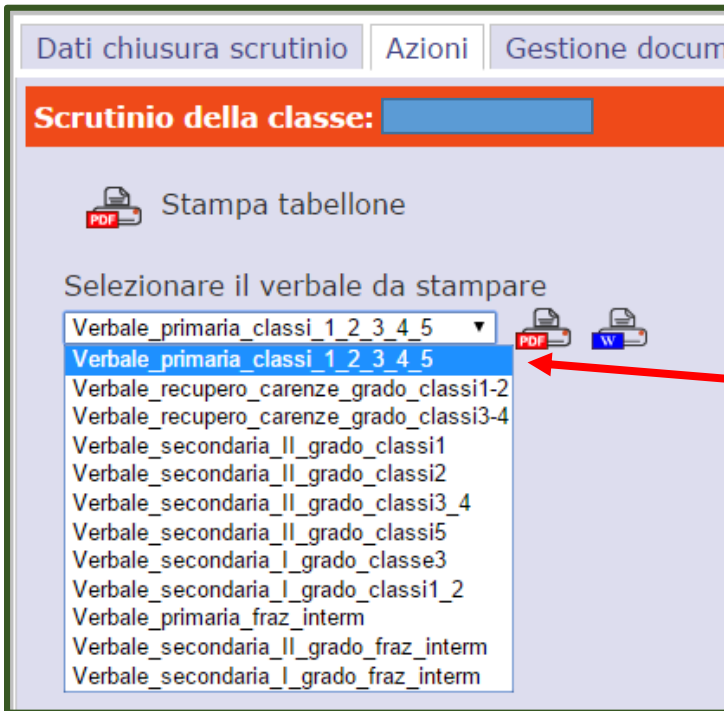 Dati chiusura scrutinio Azioni Gestione docum
Scrutinio della classe:
PDF Stampa tabellone
Selezionare il verbale da stampare
Verbale_primaria_classi_1_2_3_4_5 PDF W
Verbale_primaria_classi_1_2_3_4_5
Verbale_recupero_carenze_grado_classi1-2
Verbale_recupero_carenze_grado_classi3-4
Verbale_secondaria_II_grado_classi1
Verbale_secondaria_II_grado_classi2
Verbale_secondaria_II_grado_classi3_4
Verbale_secondaria_II_grado_classi5
Verbale_secondaria_I_grado_classe3
Verbale_secondaria_I_grado_classi1_2
Verbale_primaria_fraz_interm
Verbale_secondaria_II_grado_fraz_interm
Verbale_secondaria_I_grado_fraz_interm